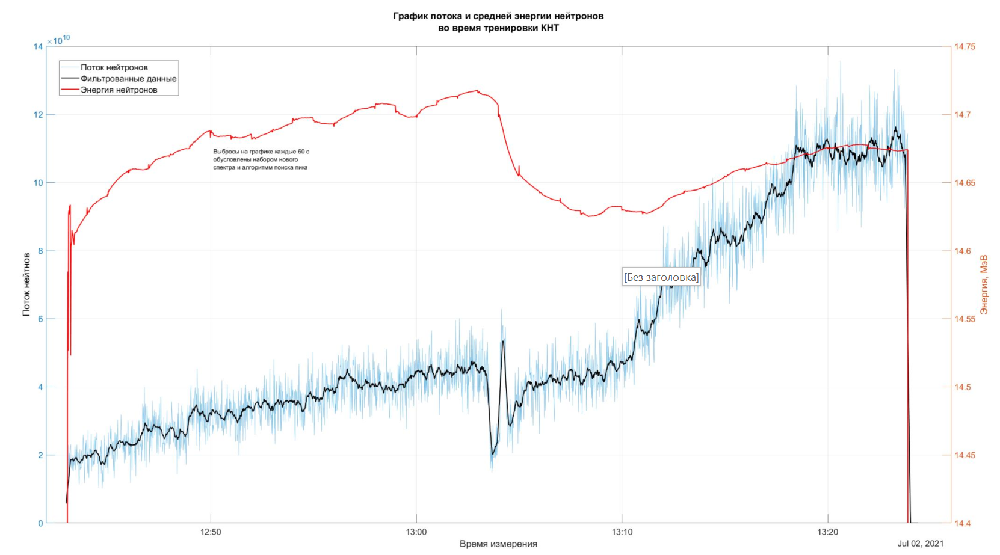 График потока и средней энергии нейтронов
во время тренировки КНТ
×10^10
14
12
10
8
6
4
2
0
Поток нейтнов
Поток нейтронов
Фильтрованные данные
Энергия нейтронов
Выбросы на графике каждые 60 с
обусловлены набором нового
спектра и алгоритмм поиска пика
[Без заголовка]
14.75
14.7
14.65
14.6
14.55
14.5
14.45
14.4
Энергия, МэВ
12:50
13:00
13:10
13:20
Время измерения
Jul 02, 2021